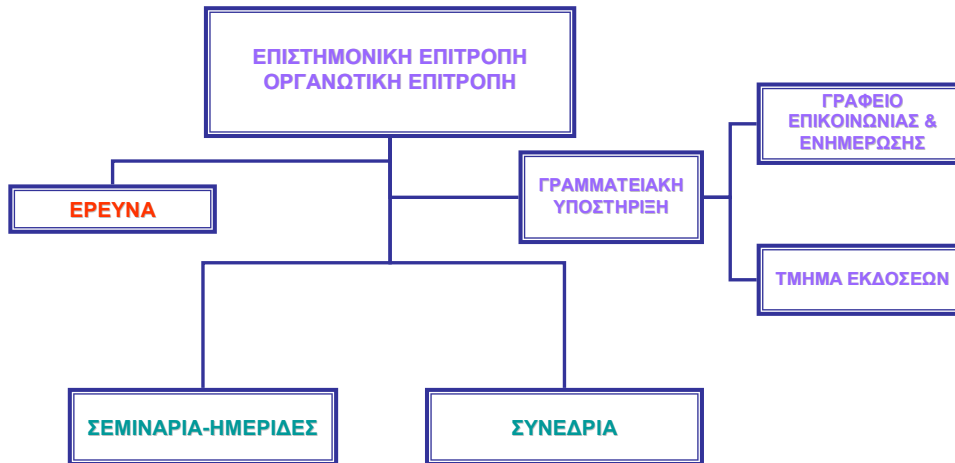 ΕΠΙΣΤΗΜΟΝΙΚΗ ΕΠΙΤΡΟΠΗ
ΟΡΓΑΝΩΤΙΚΗ ΕΠΙΤΡΟΠΗ
ΓΡΑΦΕΙΟ
ΕΠΙΚΟΙΝΩΝΙΑΣ &
ΕΝΗΜΕΡΩΣΗΣ
ΕΡΕΥΝΑ
ΓΡΑΜΜΑΤΕΙΑΚΗ
ΥΠΟΣΤΗΡΙΞΗ
ΤΜΗΜΑ ΕΚΔΟΣΕΩΝ
ΣΕΜΙΝΑΡΙΑ-ΗΜΕΡΙΔΕΣ
ΣΥΝΕΔΡΙΑ